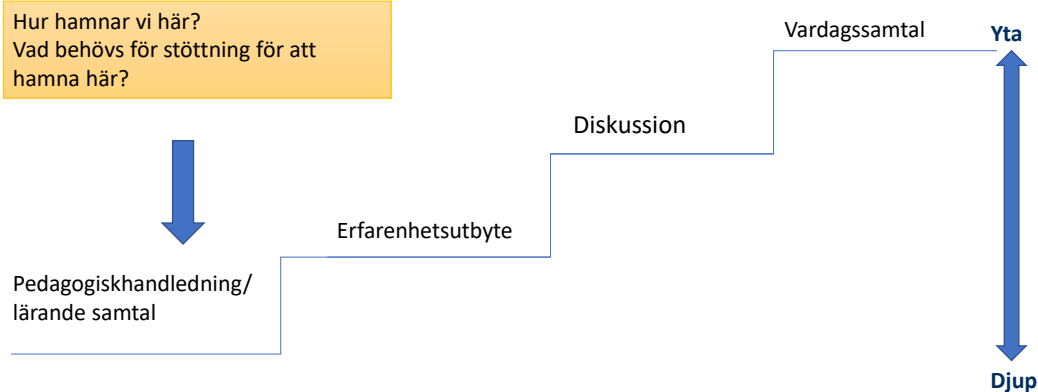 Hur hamnar vi här?
Vad behövs för stöttning för att
hamna här?
Vardagssamtal
Yta
Diskussion
Erfarenhetsutbyte
Pedagogiskhandledning/
lärande samtal
Djup